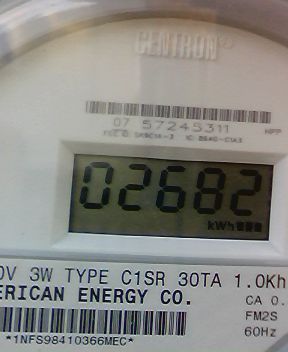 CENTRON®
07 57245311
HPP
02682
kWh
0V 3W TYPE C1SR 30TA 1.0Kh
ERICAN ENERGY CO.
CA 0.
FM2S
60Hz
*1NFS98410366MEC*